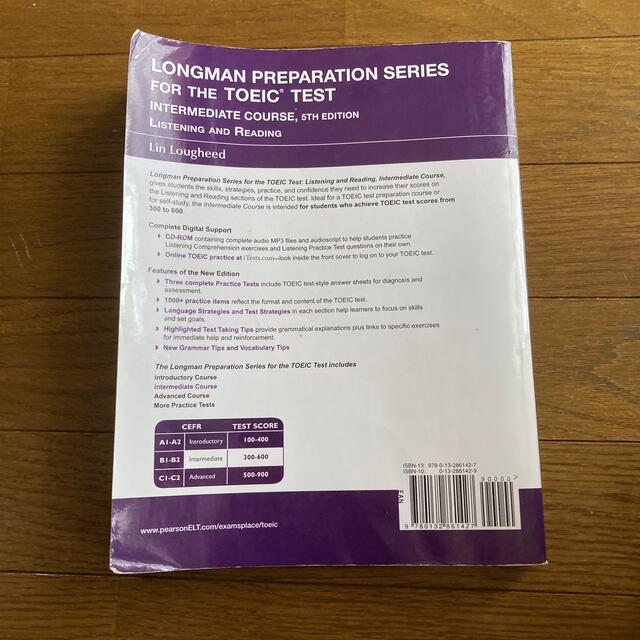 LONGMAN PREPARATION SERIES
FOR THE TOEIC® TEST
INTERMEDIATE COURSE, 5TH EDITION
LISTENING AND READING
Lin Lougheed
Longman Preparation Series for the TOEIC Test: Listening and Reading, Intermediate Course,
gives students the skills, strategies, practice, and confidence they need to increase their scores on
the Listening and Reading sections of the TOEIC test. Ideal for a TOEIC test preparation course or
for self-study, the Intermediate Course is intended for students who achieve TOEIC test scores from
300 to 600.
Complete Digital Support
CD-ROM containing complete audio MP3 files and audioscript to help students practice
Listening Comprehension exercises and Listening Practice Test questions on their own.
Online TOEIC practice at iTests.com—look inside the front cover to log on to your TOEIC test.
Features of the New Edition
Three complete Practice Tests include TOEIC test-style answer sheets for diagnosis and
assessment.
1000+ practice items reflect the format and content of the TOEIC test.
Language Strategies and Test Strategies in each section help learners to focus on skills
and set goals.
Highlighted Test Taking Tips provide grammatical explanations plus links to specific exercises
for immediate help and reinforcement.
New Grammar Tips and Vocabulary Tips
The Longman Preparation Series for the TOEIC Test includes
Introductory Course
Intermediate Course
Advanced Course
More Practice Tests
CEFR TEST SCORE
A1-A2 Introductory 100-400
B1-B2 Intermediate 300-600
C1-C2 Advanced 500-900
www.pearsonELT.com/examsplace/toeic
ISBN-13: 978-0-13-286142-7
ISBN-10: 0-13-286142-9
90000>
EAN
9 780132 861427